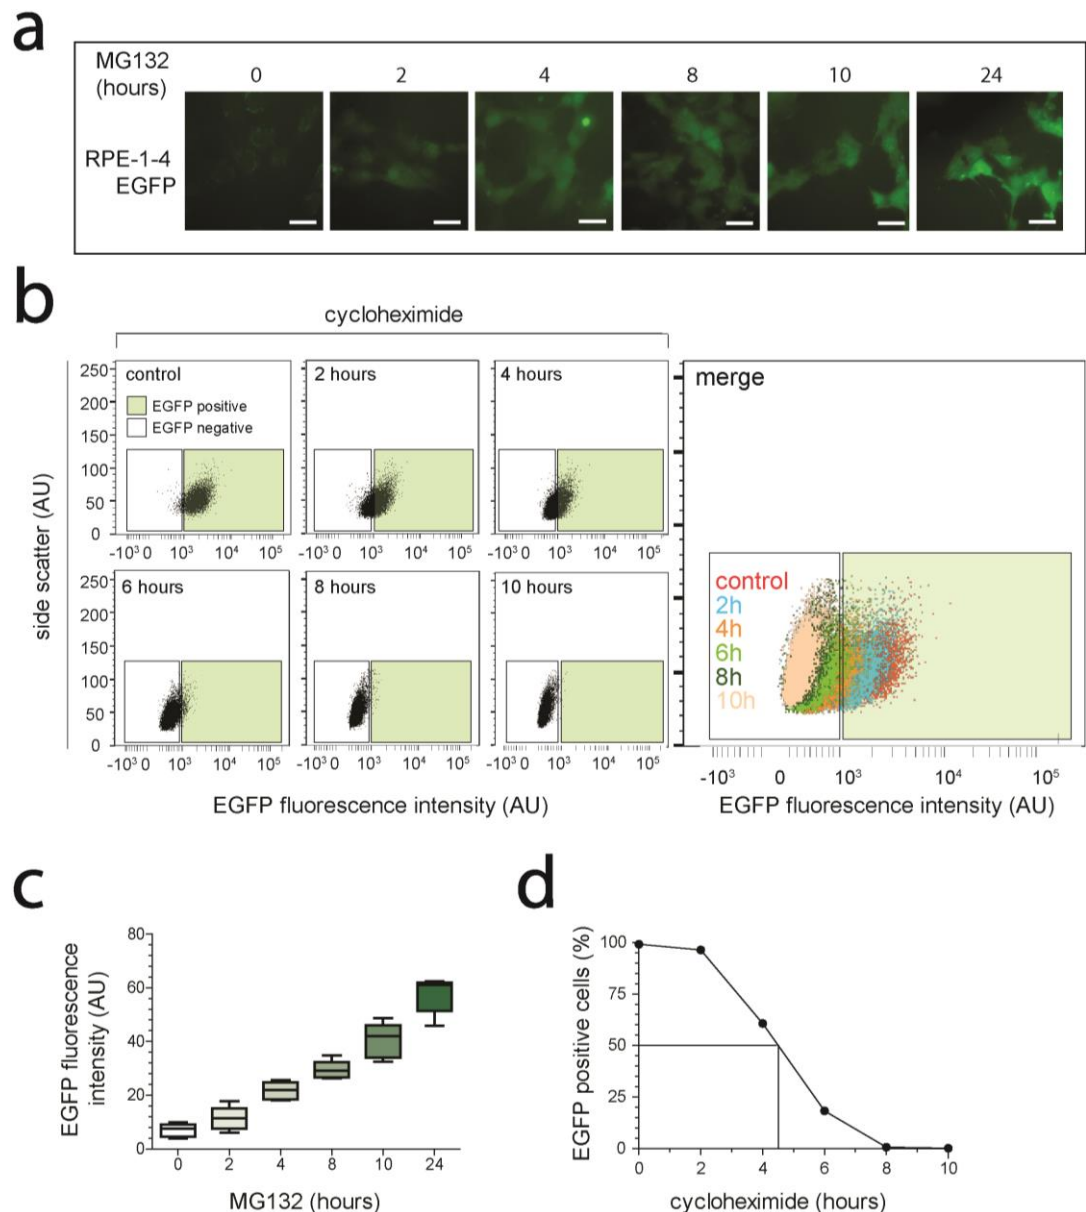 a
MG132
(hours)
0 2 4 8 10 24
RPE-1-4
EGFP
b
cycloheximide
side scatter (AU)
250
200
150
100
50
0
control
EGFP positive
EGFP negative
-10³ 0 10³ 10⁴ 10⁵
2 hours
-10³ 0 10³ 10⁴ 10⁵
4 hours
-10³ 0 10³ 10⁴ 10⁵
250
200
150
100
50
0
6 hours
-10³ 0 10³ 10⁴ 10⁵
8 hours
-10³ 0 10³ 10⁴ 10⁵
10 hours
-10³ 0 10³ 10⁴ 10⁵
EGFP fluorescence intensity (AU)
merge
control
2h
4h
6h
8h
10h
-10³ 0 10³ 10⁴ 10⁵
EGFP fluorescence intensity (AU)
c
EGFP fluorescence
intensity (AU)
80
60
40
20
0
0 2 4 8 10 24
MG132 (hours)
d
EGFP positive cells (%)
100
75
50
25
0
0 2 4 6 8 10
cycloheximide (hours)